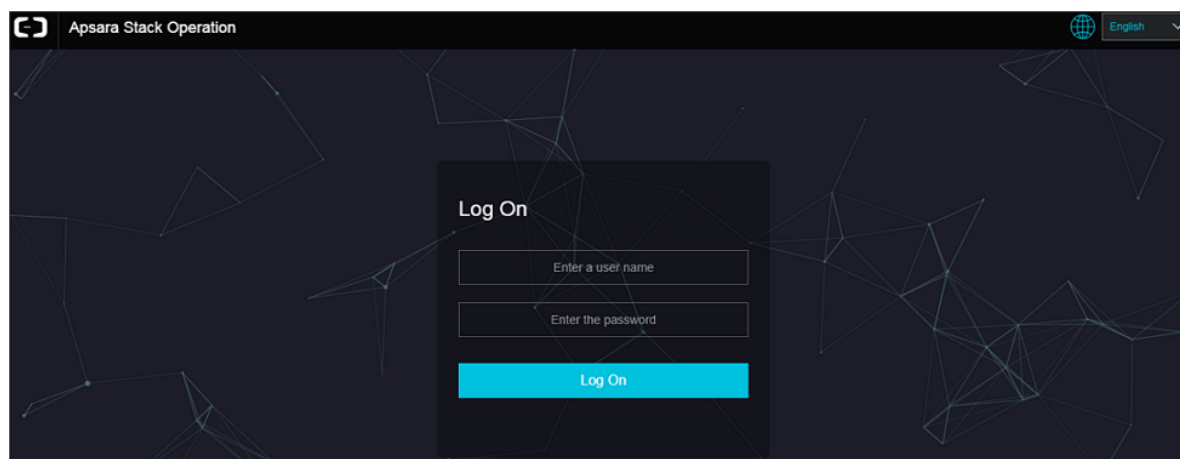 Apsara Stack Operation
English
Log On
Enter a user name
Enter the password
Log On